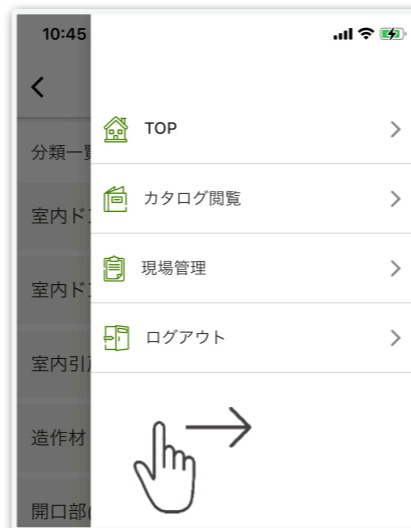 10:45
TOP
分類一
カタログ閲覧
室内ド
現場管理
室内ド
ログアウト
室内引
造作材
開口部